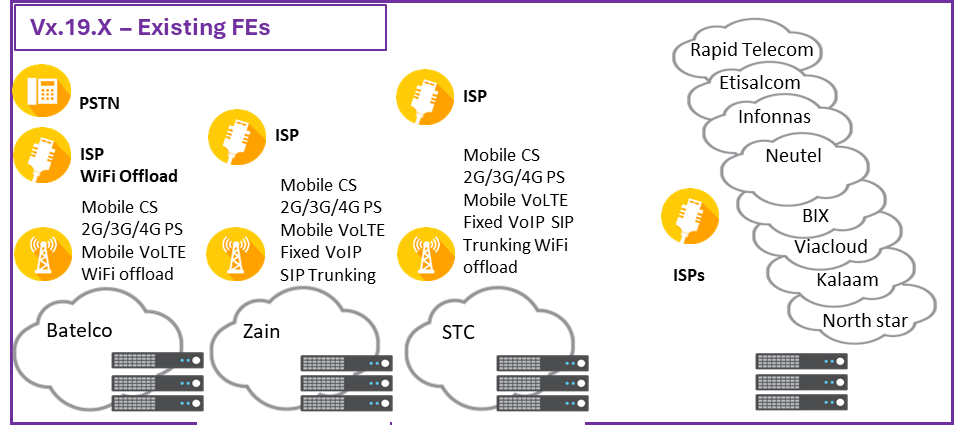 Vx.19.X – Existing FEs
PSTN
ISP
WiFi Offload
Mobile CS
2G/3G/4G PS
Mobile VoLTE
WiFi offload
Batelco
ISP
Mobile CS
2G/3G/4G PS
Mobile VoLTE
Fixed VoIP
SIP Trunking
Zain
ISP
Mobile CS
2G/3G/4G PS
Mobile VoLTE
Fixed VoIP SIP
Trunking WiFi
offload
STC
ISPs
Rapid Telecom
Etisalcom
Infonnas
Neutel
BIX
Viacloud
Kalaam
North star